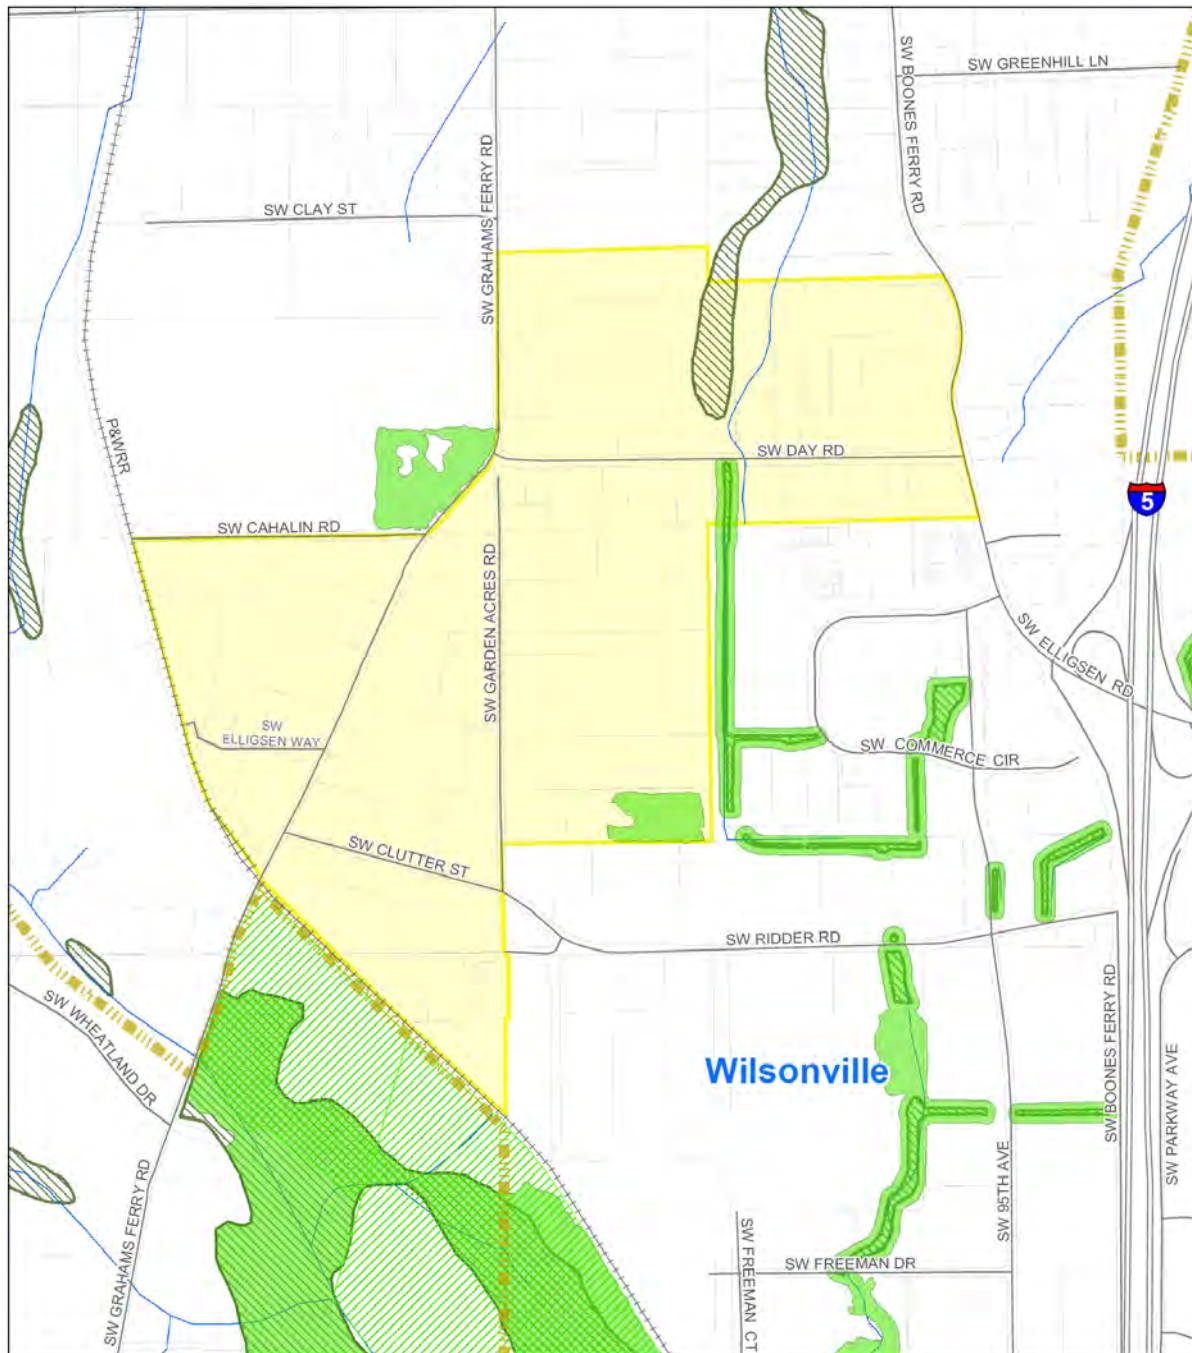 SW GREENHILL LN
SW BOONES FERRY RD
SW GRAHAMS FERRY RD
SW CLAY ST
P&WRR
SW DAY RD
5
SW CAHALIN RD
SW GARDEN ACRES RD
SW ELLIGSEN RD
SW
ELLIGSEN WAY
SW COMMERCE CIR
SW CLUTTER ST
SW RIDDER RD
SW WHEATLAND DR
Wilsonville
SW BOONES FERRY RD
SW PARKWAY AVE
SW 95TH AVE
SW GRAHAMS FERRY RD
SW FREEMAN CT
SW FREEMAN DR